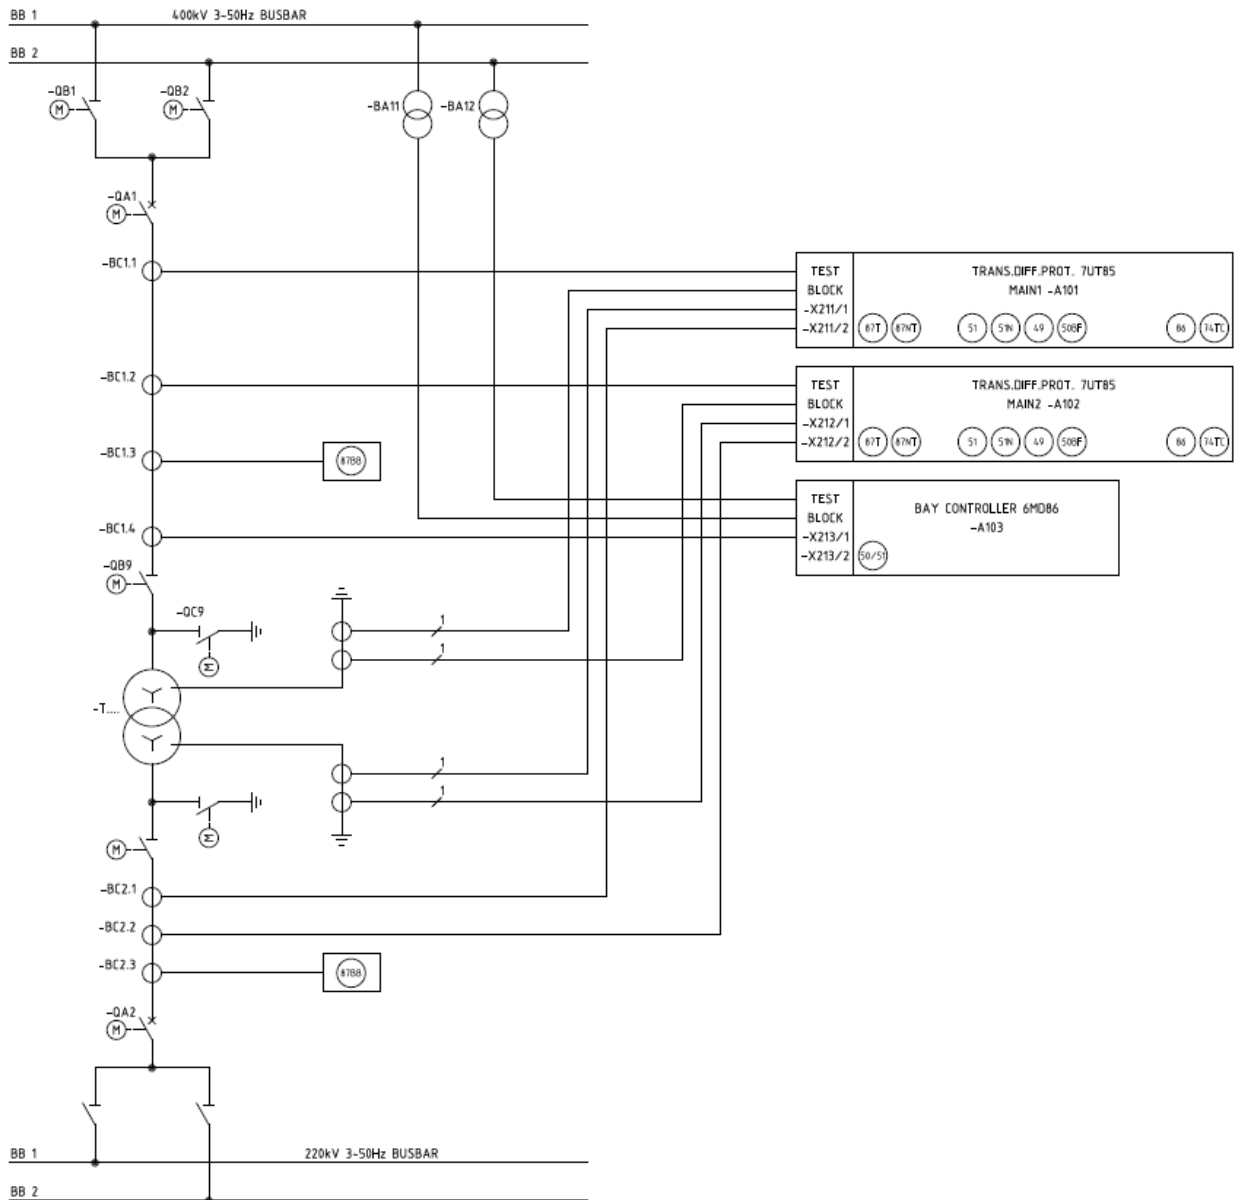 BB 1
400kV 3-50Hz BUSBAR
BB 2
-QB1
M
-QB2
M
-BA11
-BA12
-QA1
M
-BC1.1
TEST
BLOCK
-X211/1
-X211/2
TRANS.DIFF.PROT. 7UT85
MAIN1 -A101
87T 87NT 51 51N 49 50BF 86 74TC
-BC1.2
TEST
BLOCK
-X212/1
-X212/2
TRANS.DIFF.PROT. 7UT85
MAIN2 -A102
87T 87NT 51 51N 49 50BF 86 74TC
-BC1.3
87BB
-BC1.4
TEST
BLOCK
-X213/1
-X213/2
BAY CONTROLLER 6MD86
-A103
50/51
-QB9
M
-QC9
M
1
1
-T....
1
1
M
M
-BC2.1
-BC2.2
-BC2.3
87BB
-QA2
M
BB 1
220kV 3-50Hz BUSBAR
BB 2